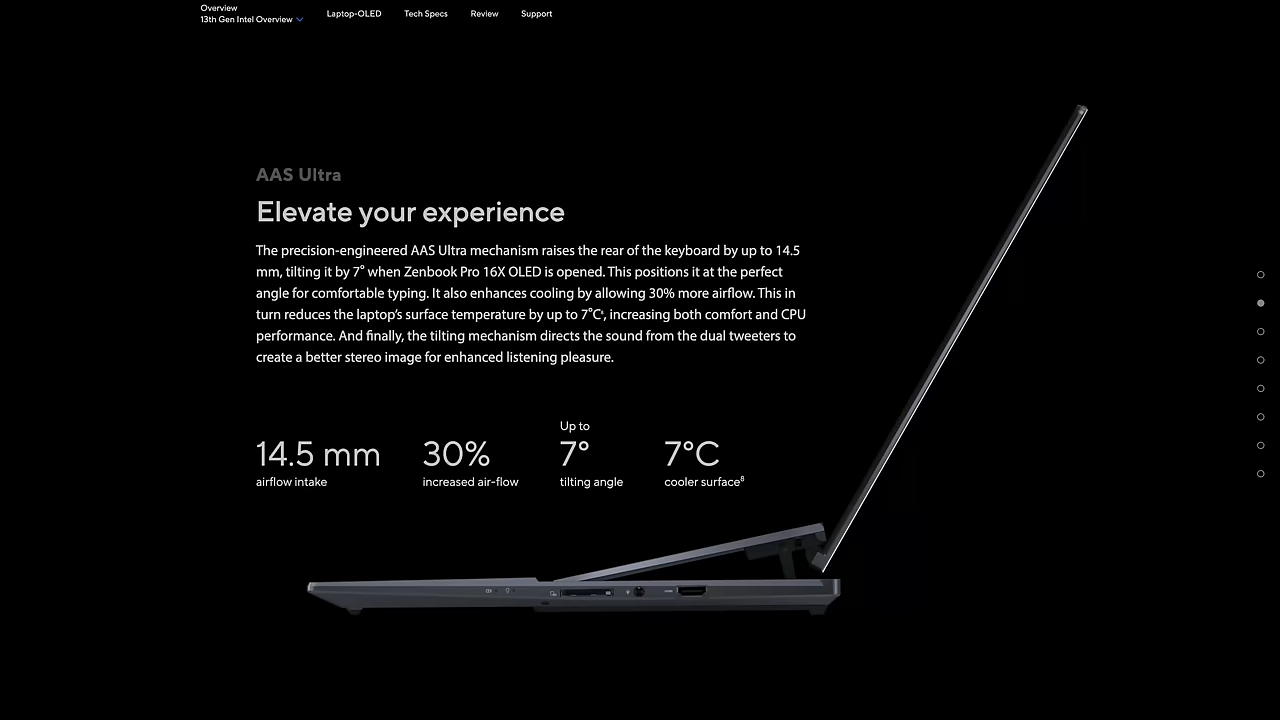 Overview
13th Gen Intel Overview
Laptop-OLED
Tech Specs
Review
Support
AAS Ultra
Elevate your experience
The precision-engineered AAS Ultra mechanism raises the rear of the keyboard by up to 14.5
mm, tilting it by 7° when Zenbook Pro 16X OLED is opened. This positions it at the perfect
angle for comfortable typing. It also enhances cooling by allowing 30% more airflow. This in
turn reduces the laptop's surface temperature by up to 7°C⁸, increasing both comfort and CPU
performance. And finally, the tilting mechanism directs the sound from the dual tweeters to
create a better stereo image for enhanced listening pleasure.
14.5 mm
airflow intake
30%
increased air-flow
Up to
7°
tilting angle
7°C
cooler surface⁸